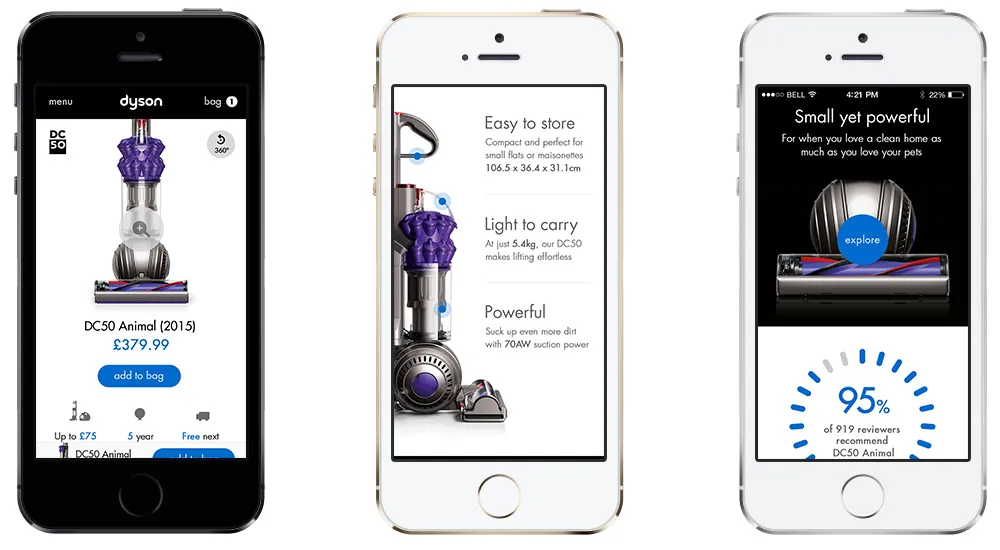 menu
dyson
bag 1
DC
50
360°
DC50 Animal (2015)
£379.99
add to bag
Up to £75
5 year
Free next
DC50 Animal
add to bag
Easy to store
Compact and perfect for
small flats or maisonettes
106.5 x 36.4 x 31.1cm
Light to carry
At just 5.4kg, our DC50
makes lifting effortless
Powerful
Suck up even more dirt
with 70AW suction power
BELL
4:21 PM
22%
Small yet powerful
For when you love a clean home as
much as you love your pets
explore
95%
of 919 reviewers
recommend
DC50 Animal